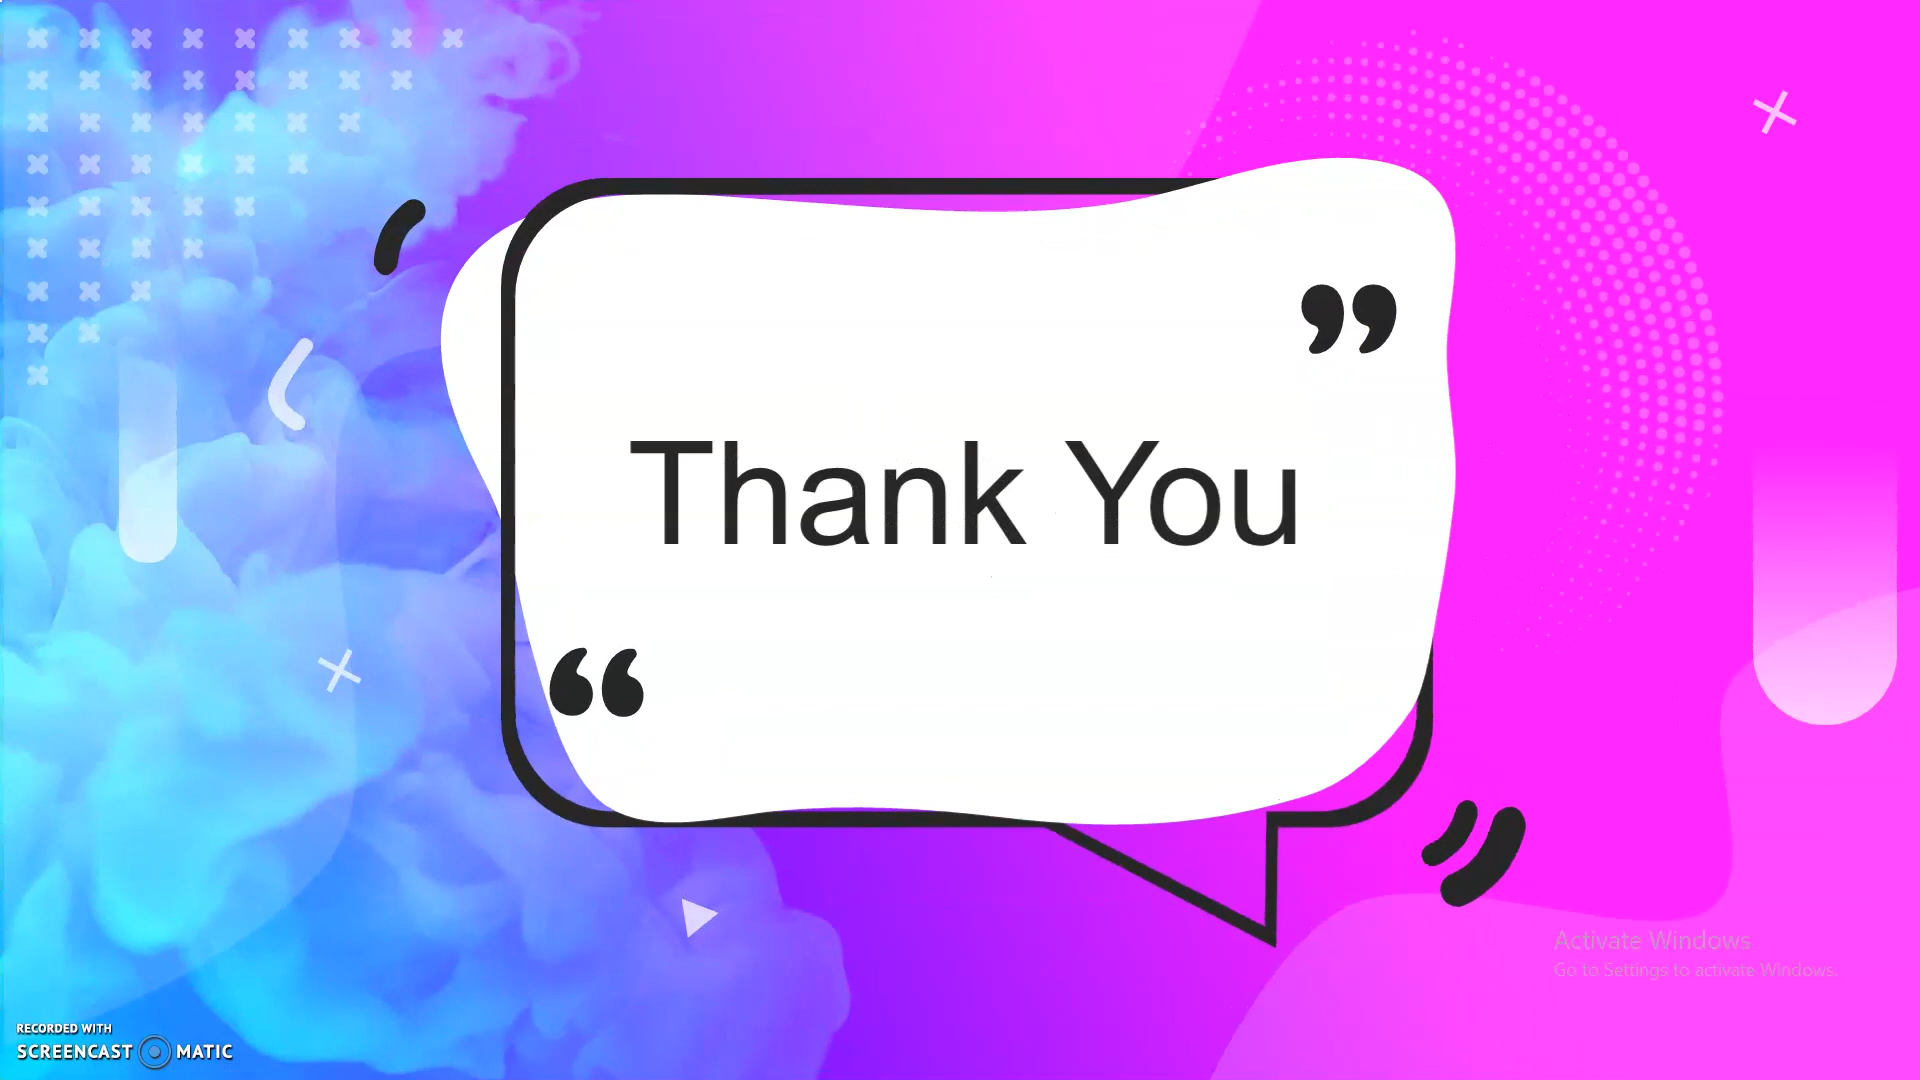 ”
Thank You
“
Activate Windows
Go to Settings to activate Windows.
RECORDED WITH
SCREENCAST MATIC